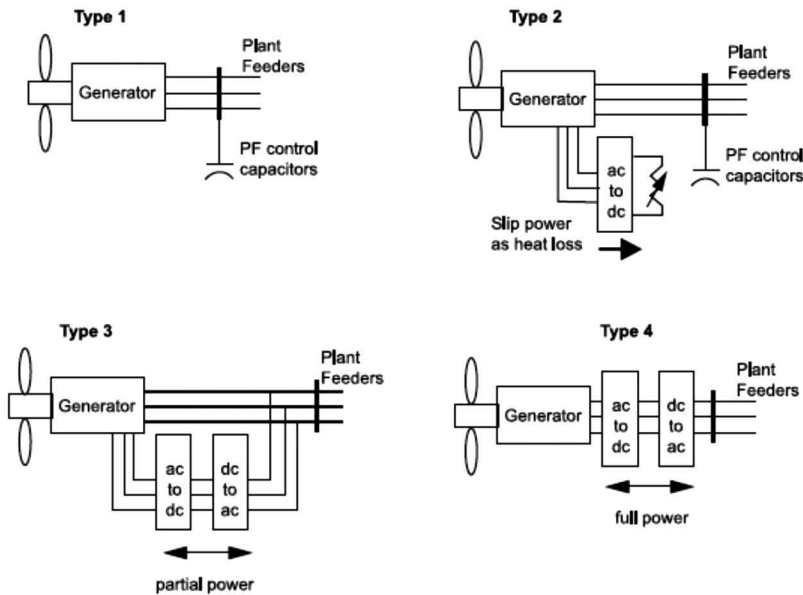 Type 1
Plant
Feeders
Generator
PF control
capacitors
Type 2
Plant
Feeders
Generator
ac
to
dc
PF control
capacitors
Slip power
as heat loss
Type 3
Plant
Feeders
Generator
ac
to
dc
dc
to
ac
partial power
Type 4
Plant
Feeders
Generator
ac
to
dc
dc
to
ac
full power